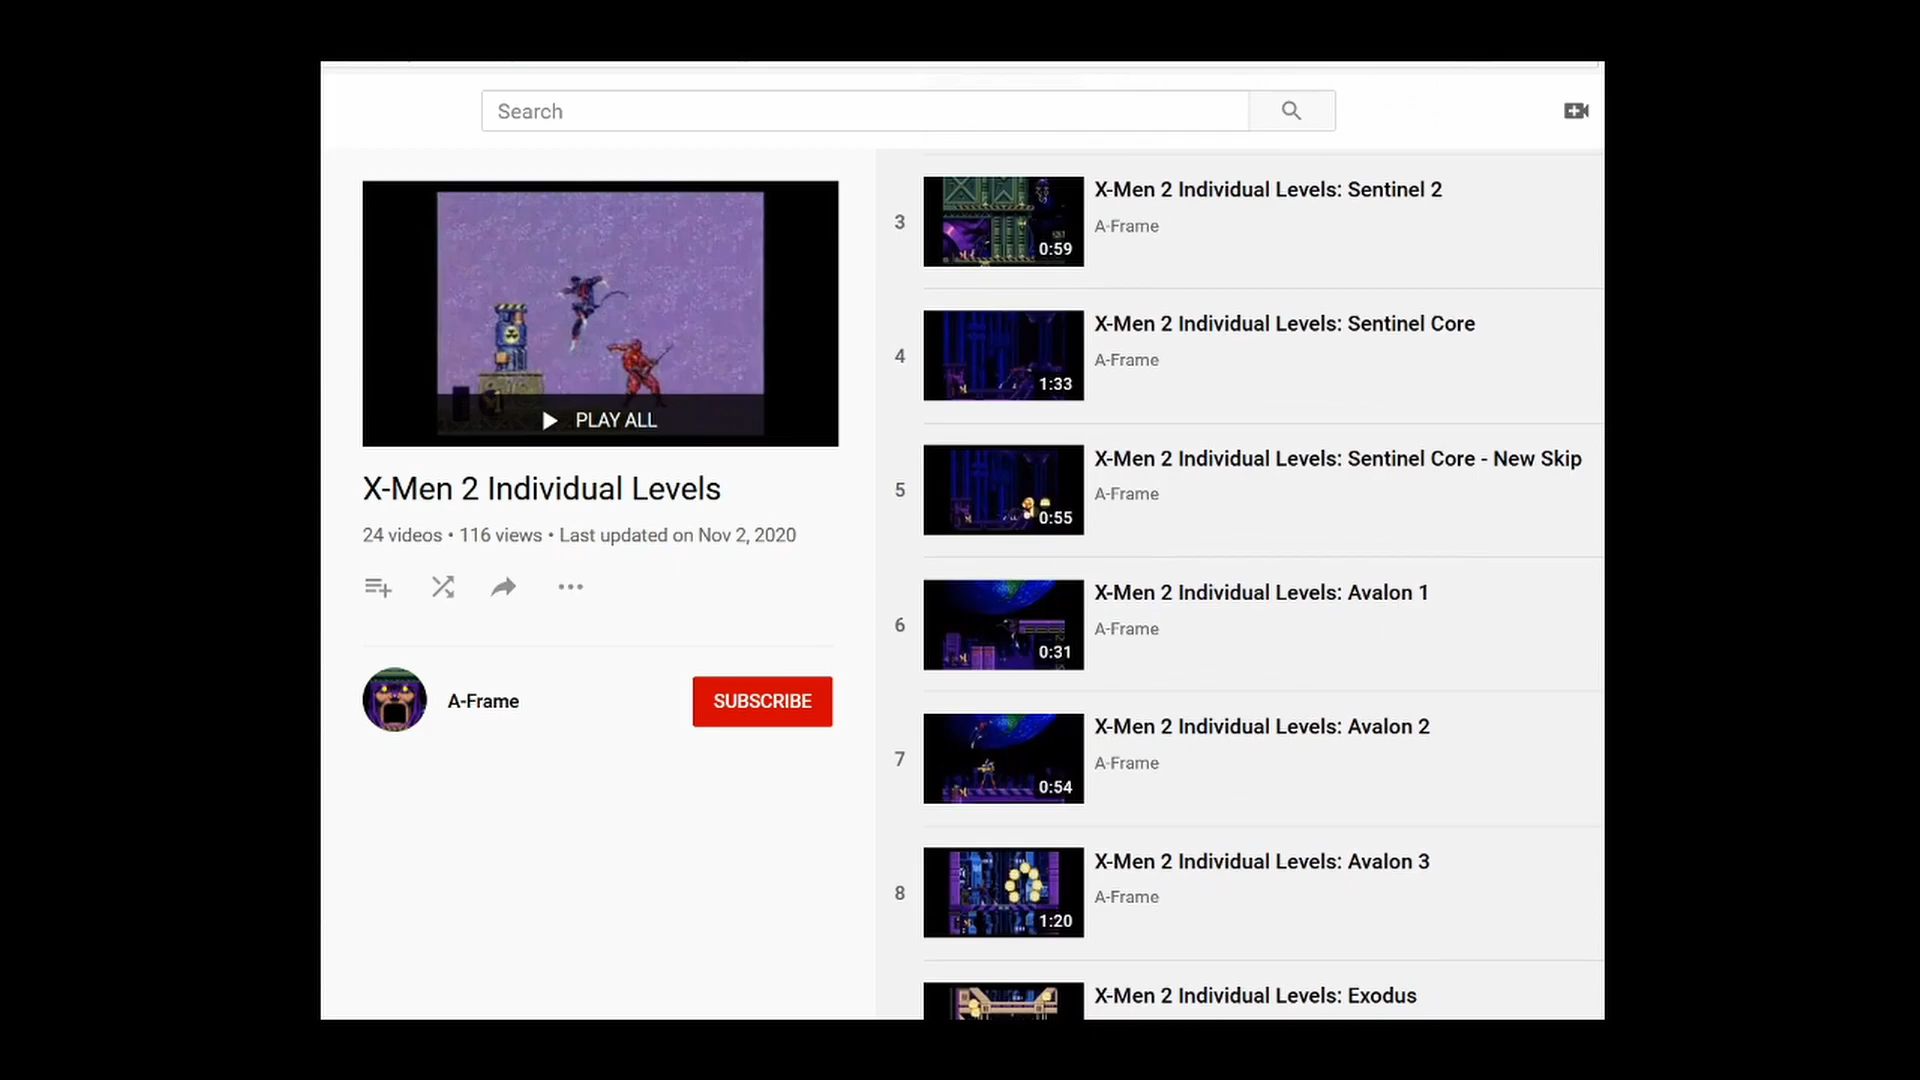 Search
PLAY ALL
X-Men 2 Individual Levels
24 videos • 116 views • Last updated on Nov 2, 2020
A-Frame
SUBSCRIBE
3
0:59
X-Men 2 Individual Levels: Sentinel 2
A-Frame
4
1:33
X-Men 2 Individual Levels: Sentinel Core
A-Frame
5
0:55
X-Men 2 Individual Levels: Sentinel Core - New Skip
A-Frame
6
0:31
X-Men 2 Individual Levels: Avalon 1
A-Frame
7
0:54
X-Men 2 Individual Levels: Avalon 2
A-Frame
8
1:20
X-Men 2 Individual Levels: Avalon 3
A-Frame
X-Men 2 Individual Levels: Exodus